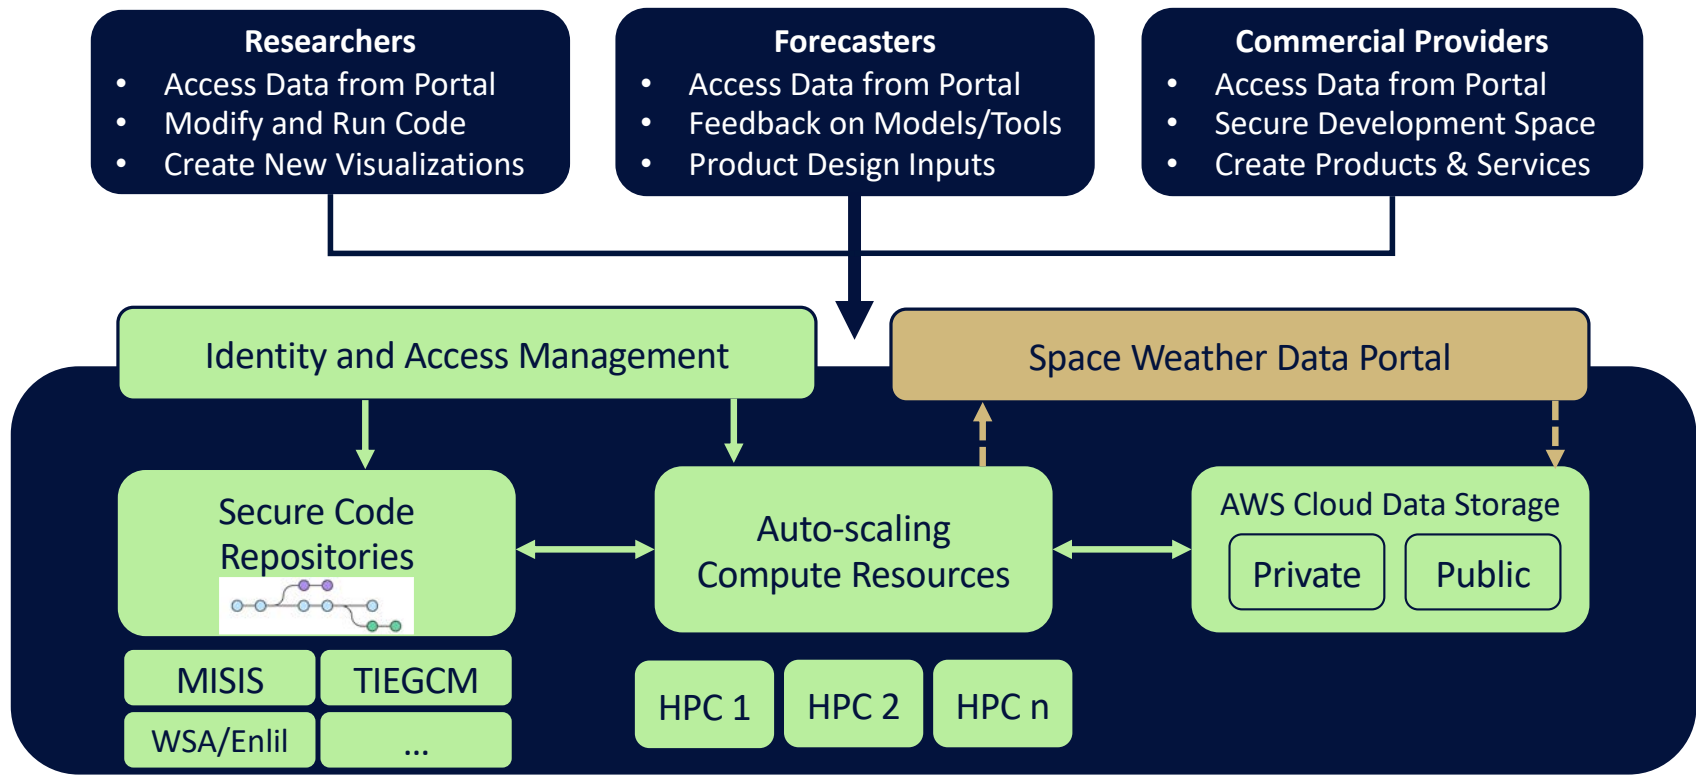 Researchers
• Access Data from Portal
• Modify and Run Code
• Create New Visualizations
Forecasters
• Access Data from Portal
• Feedback on Models/Tools
• Product Design Inputs
Commercial Providers
• Access Data from Portal
• Secure Development Space
• Create Products & Services
Identity and Access Management
Space Weather Data Portal
Secure Code
Repositories
Auto-scaling
Compute Resources
AWS Cloud Data Storage
Private
Public
MISIS
TIEGCM
WSA/Enlil
...
HPC 1
HPC 2
HPC n